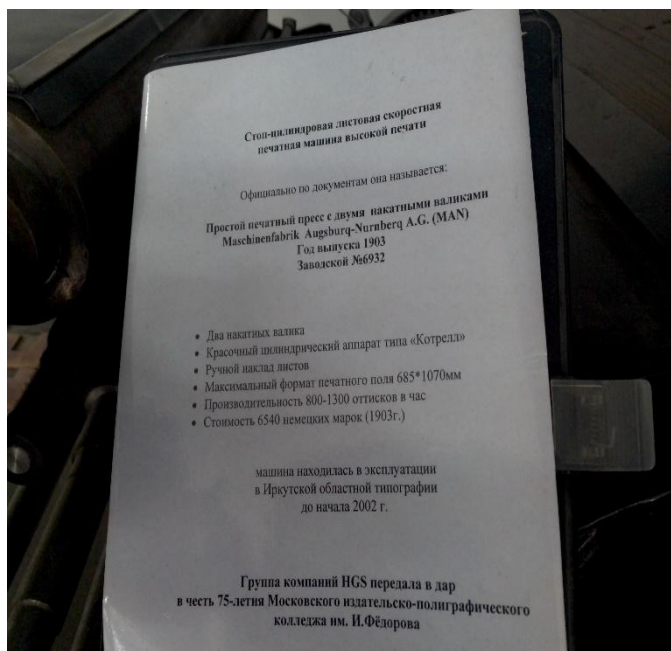 Стоп-цилиндровая листовая скоростная
печатная машина высокой печати
Официально по документам она называется:
Простой печатный пресс с двумя накатными валиками
Maschinenfabrik Augsburq-Nurnberq A.G. (MAN)
Год выпуска 1903
Заводской №6932
• Два накатных валика
• Красочный цилиндрический аппарат типа «Котрелл»
• Ручной наклад листов
• Максимальный формат печатного поля 685*1070мм
• Производительность 800-1300 оттисков в час
• Стоимость 6540 немецких марок (1903г.)
машина находилась в эксплуатации
в Иркутской областной типографии
до начала 2002 г.
Группа компаний HGS передала в дар
в честь 75-летия Московского издательско-полиграфического
колледжа им. И.Фёдорова